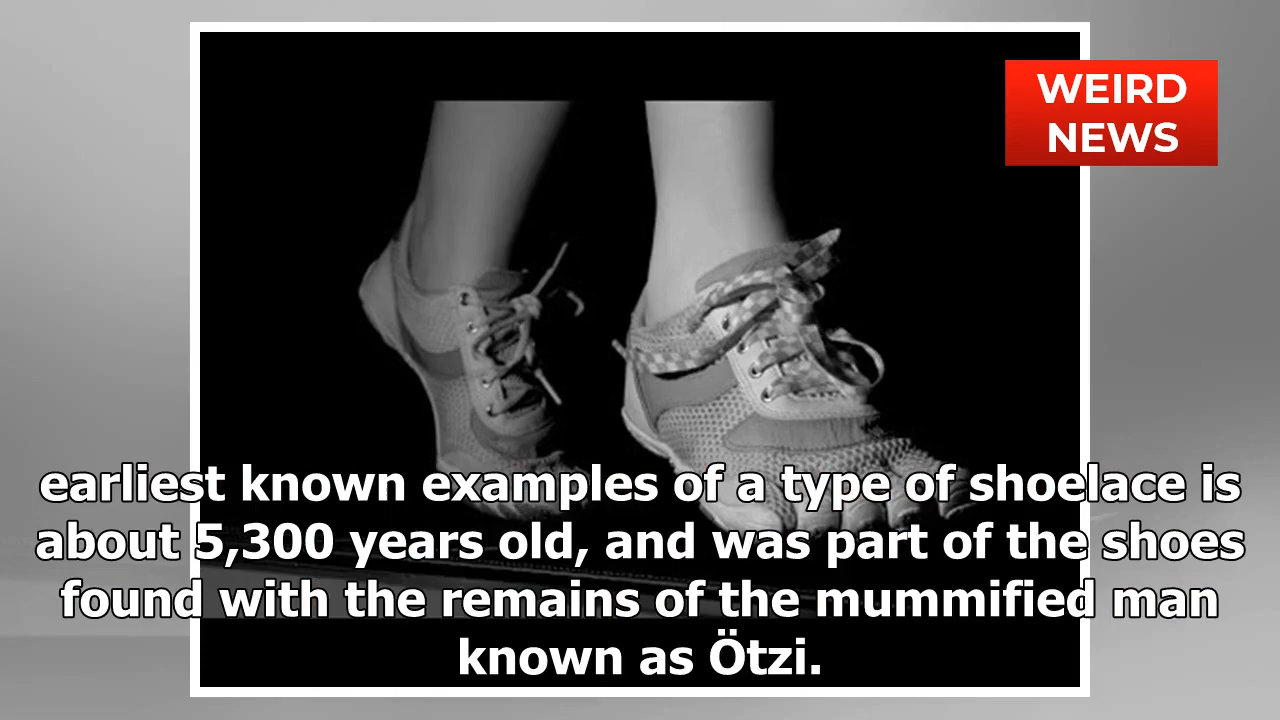 WEIRD
NEWS
earliest known examples of a type of shoelace is
about 5,300 years old, and was part of the shoes
found with the remains of the mummified man
known as Ötzi.